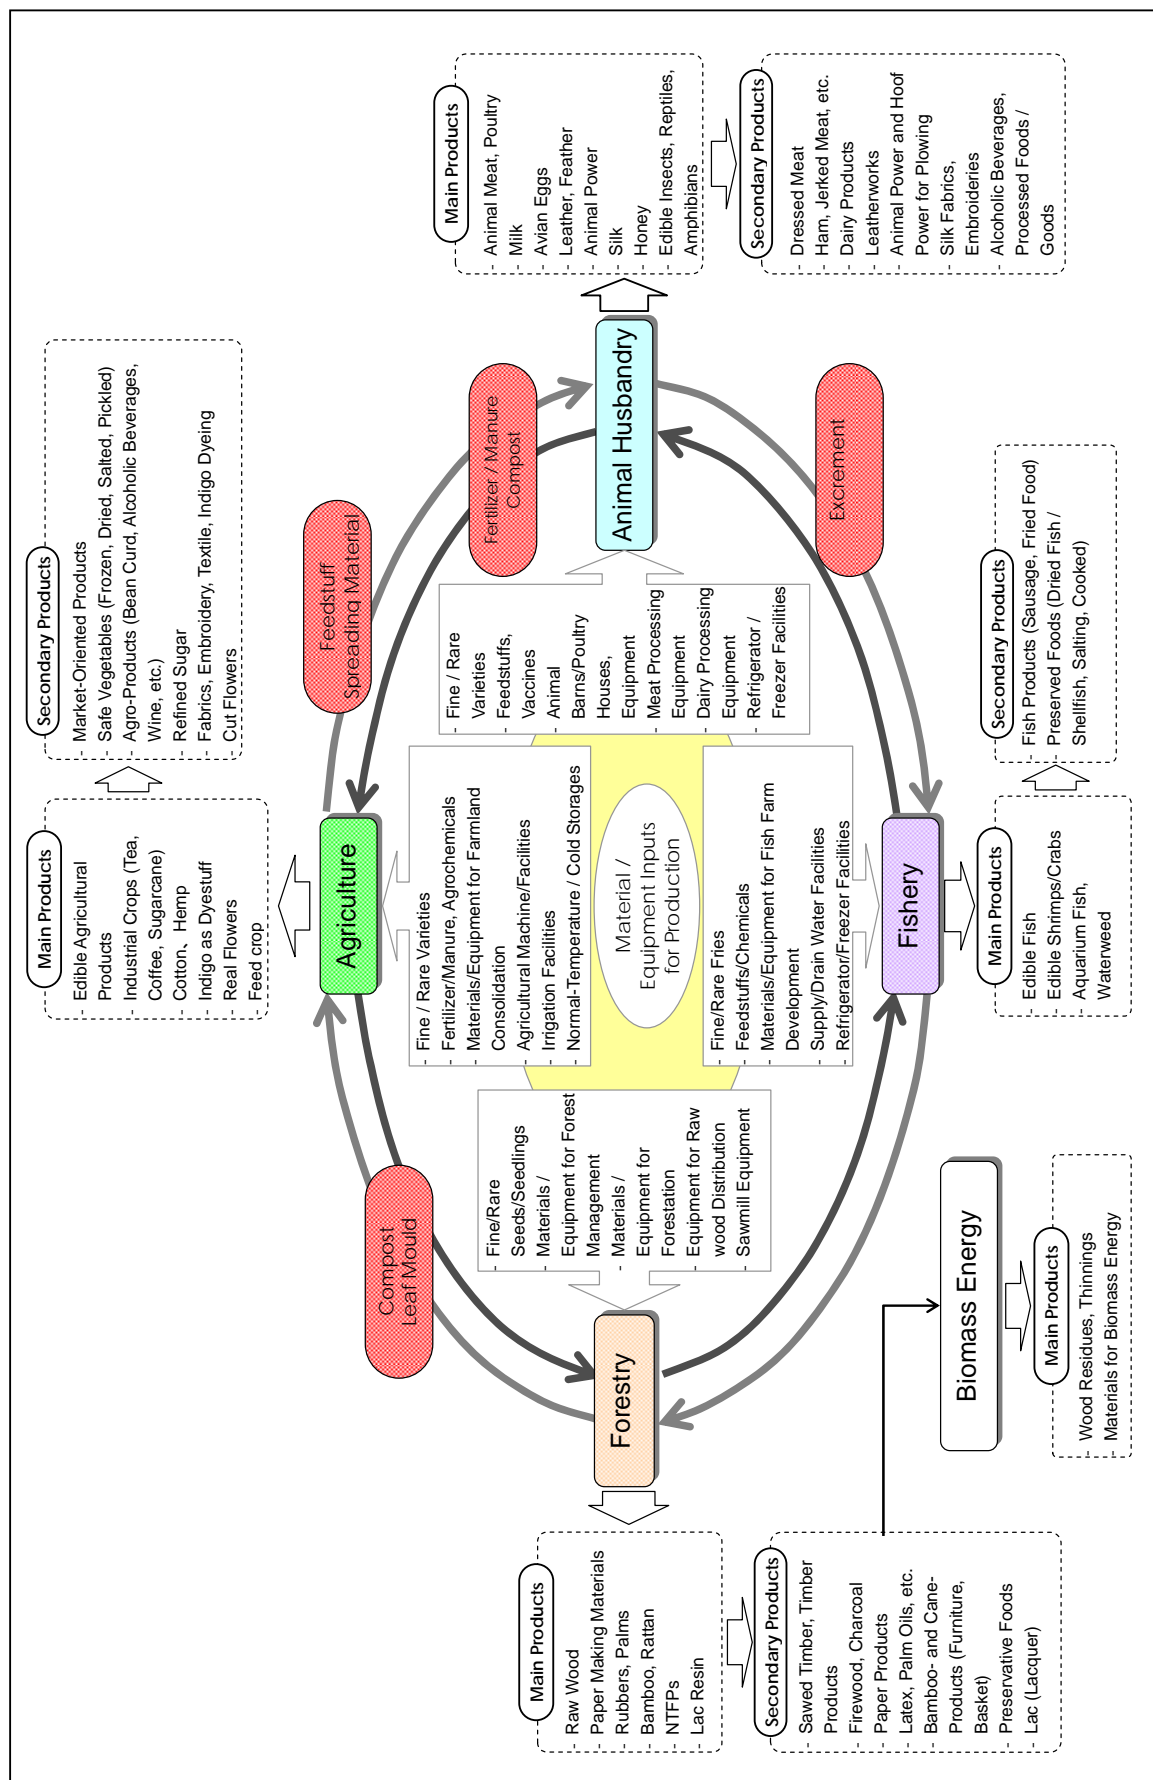 Secondary Products
- Market-Oriented Products
- Safe Vegetables (Frozen, Dried, Salted, Pickled)
- Agro-Products (Bean Curd, Alcoholic Beverages,
Wine, etc.)
- Refined Sugar
- Fabrics, Embroidery, Textile, Indigo Dyeing
- Cut Flowers
Main Products
- Edible Agricultural
Products
- Industrial Crops (Tea,
Coffee, Sugarcane)
- Cotton、Hemp
- Indigo as Dyestuff
- Real Flowers
- Feed crop
Agriculture
Compost
Leaf Mould
Feedstuff
Spreading Material
Fertilizer / Manure
Compost
Excrement
- Fine / Rare Varieties
- Fertilizer/Manure, Agrochemicals
- Materials/Equipment for Farmland
Consolidation
- Agricultural Machine/Facilities
- Irrigation Facilities
- Normal-Temperature / Cold Storages
Material /
Equipment Inputs
for Production
- Fine/Rare
Seeds/Seedlings
- Materials /
Equipment for Forest
Management
- Materials /
Equipment for
Forestation
- Equipment for Raw
wood Distribution
- Sawmill Equipment
- Fine / Rare
Varieties
- Feedstuffs,
Vaccines
- Animal
Barns/Poultry
Houses,
Equipment
- Meat Processing
Equipment
- Dairy Processing
Equipment
- Refrigerator /
Freezer Facilities
- Fine/Rare Fries
- Feedstuffs/Chemicals
- Materials/Equipment for Fish Farm
Development
- Supply/Drain Water Facilities
- Refrigerator/Freezer Facilities
Forestry
Main Products
- Raw Wood
- Paper Making Materials
- Rubbers, Palms
- Bamboo, Rattan
- NTFPs
- Lac Resin
Secondary Products
- Sawed Timber, Timber
Products
- Firewood, Charcoal
- Paper Products
- Latex, Palm Oils, etc.
- Bamboo- and Cane-
Products (Furniture,
Basket)
- Preservative Foods
- Lac (Lacquer)
Biomass Energy
Main Products
- Wood Residues, Thinnings
- Materials for Biomass Energy
Fishery
Main Products
- Edible Fish
- Edible Shrimps/Crabs
- Aquarium Fish,
Waterweed
Secondary Products
- Fish Products (Sausage, Fried Food)
- Preserved Foods (Dried Fish /
Shellfish, Salting, Cooked)
Animal Husbandry
Main Products
- Animal Meat, Poultry
- Milk
- Avian Eggs
- Leather, Feather
- Animal Power
- Silk
- Honey
- Edible Insects, Reptiles,
Amphibians
Secondary Products
- Dressed Meat
- Ham, Jerked Meat, etc.
- Dairy Products
- Leatherworks
- Animal Power and Hoof
Power for Plowing
- Silk Fabrics,
Embroideries
- Alcoholic Beverages,
- Processed Foods /
Goods